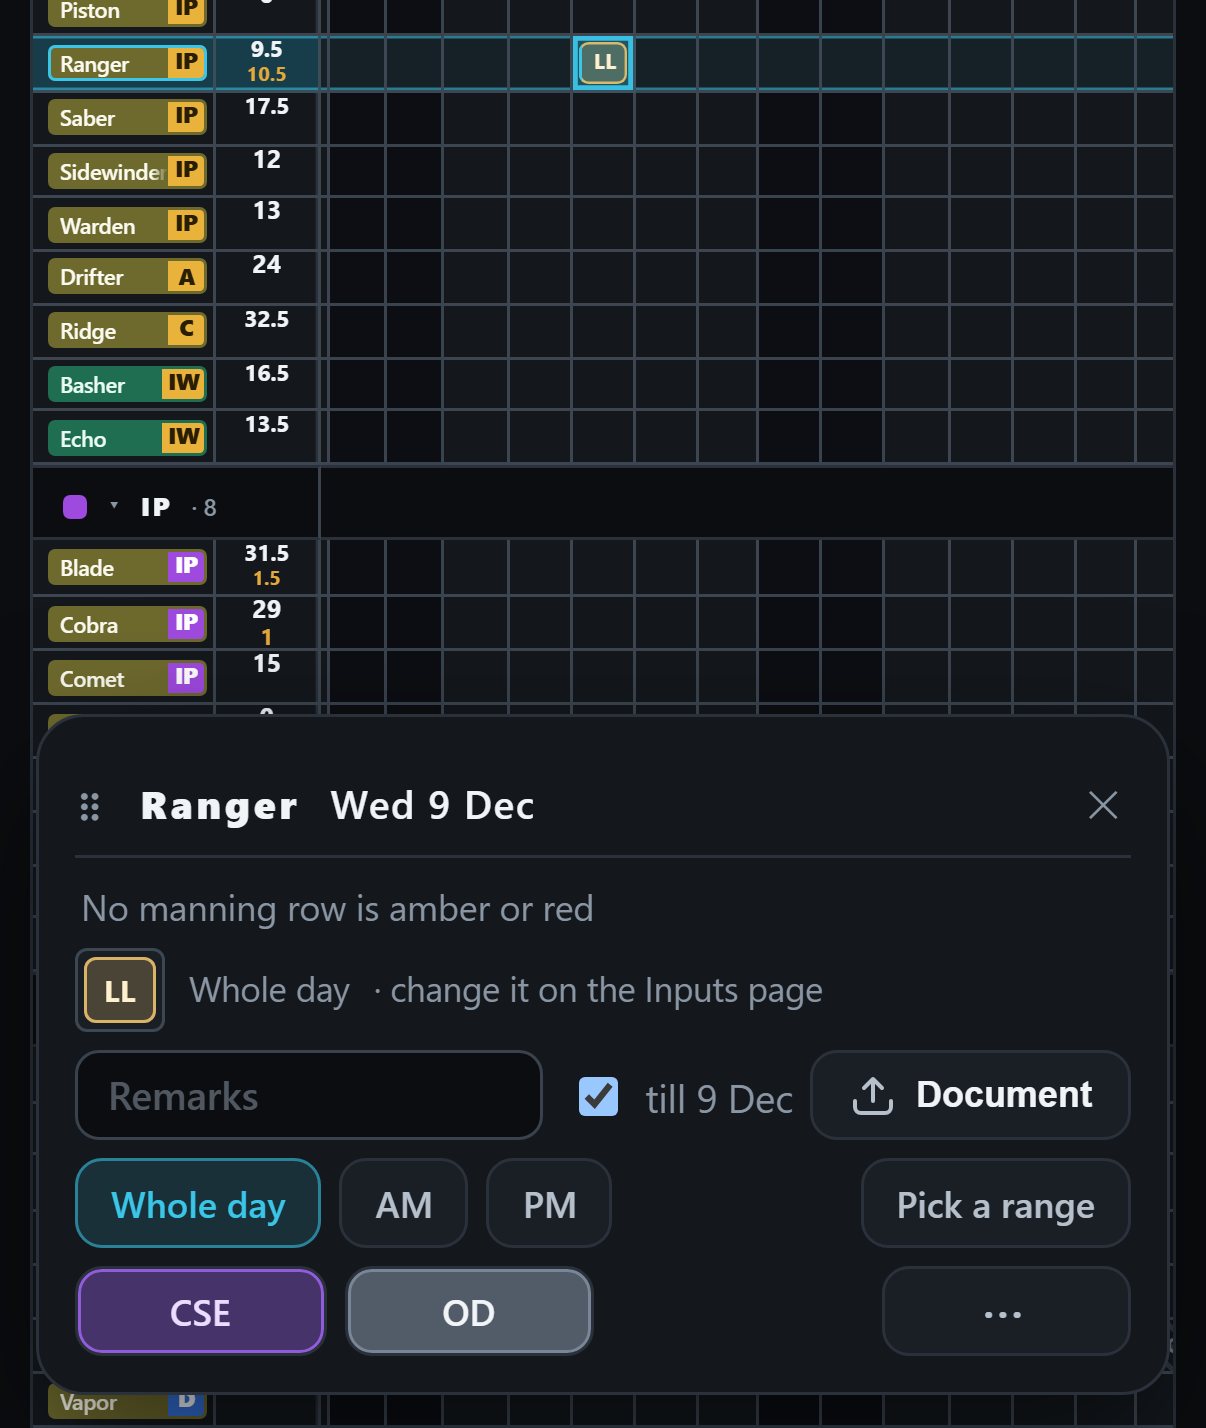 Piston IP
Ranger IP 9.5 LL
10.5
Saber IP 17.5
Sidewinder IP 12
Warden IP 13
Drifter A 24
Ridge C 32.5
Basher IW 16.5
Echo IW 13.5
IP · 8
Blade IP 31.5
1.5
Cobra IP 29
1
Comet IP 15
Ranger Wed 9 Dec
No manning row is amber or red
LL Whole day · change it on the Inputs page
Remarks till 9 Dec Document
Whole day AM PM Pick a range
CSE OD ...
Vapor D